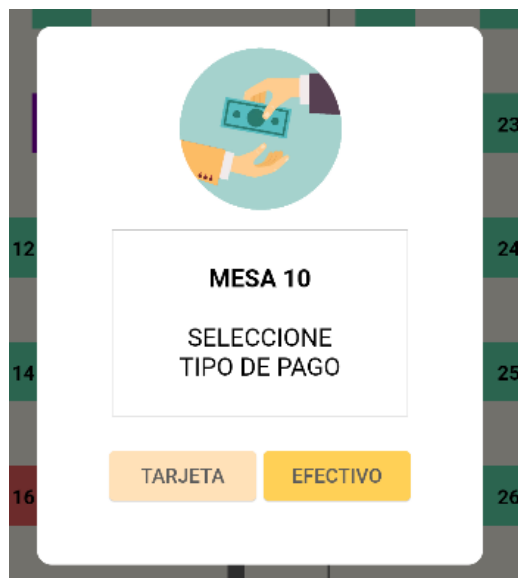 23
12
24
MESA 10
SELECCIONE
TIPO DE PAGO
14
25
TARJETA
EFECTIVO
16
26